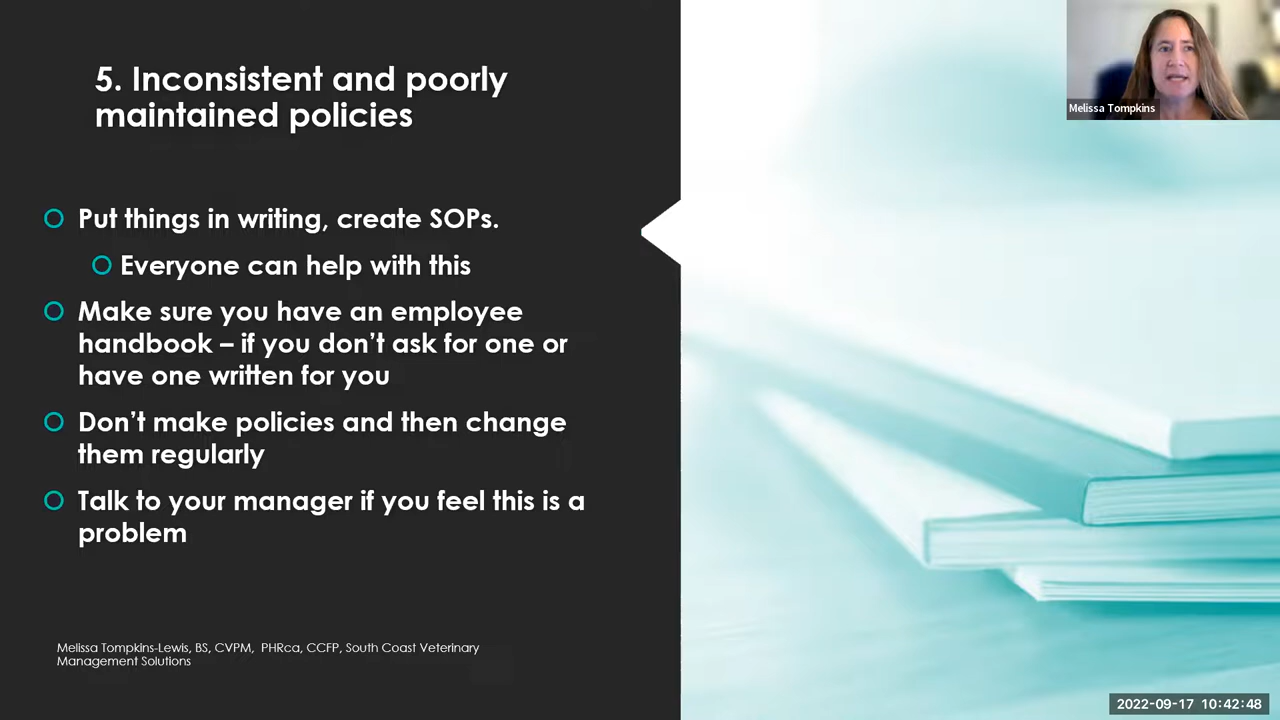 5. Inconsistent and poorly
maintained policies
Put things in writing, create SOPs.
Everyone can help with this
Make sure you have an employee
handbook – if you don’t ask for one or
have one written for you
Don’t make policies and then change
them regularly
Talk to your manager if you feel this is a
problem
Melissa Tompkins-Lewis, BS, CVPM,  PHRca, CCFP, South Coast Veterinary
Management Solutions
Melissa Tompkins
2022-09-17 10:42:48